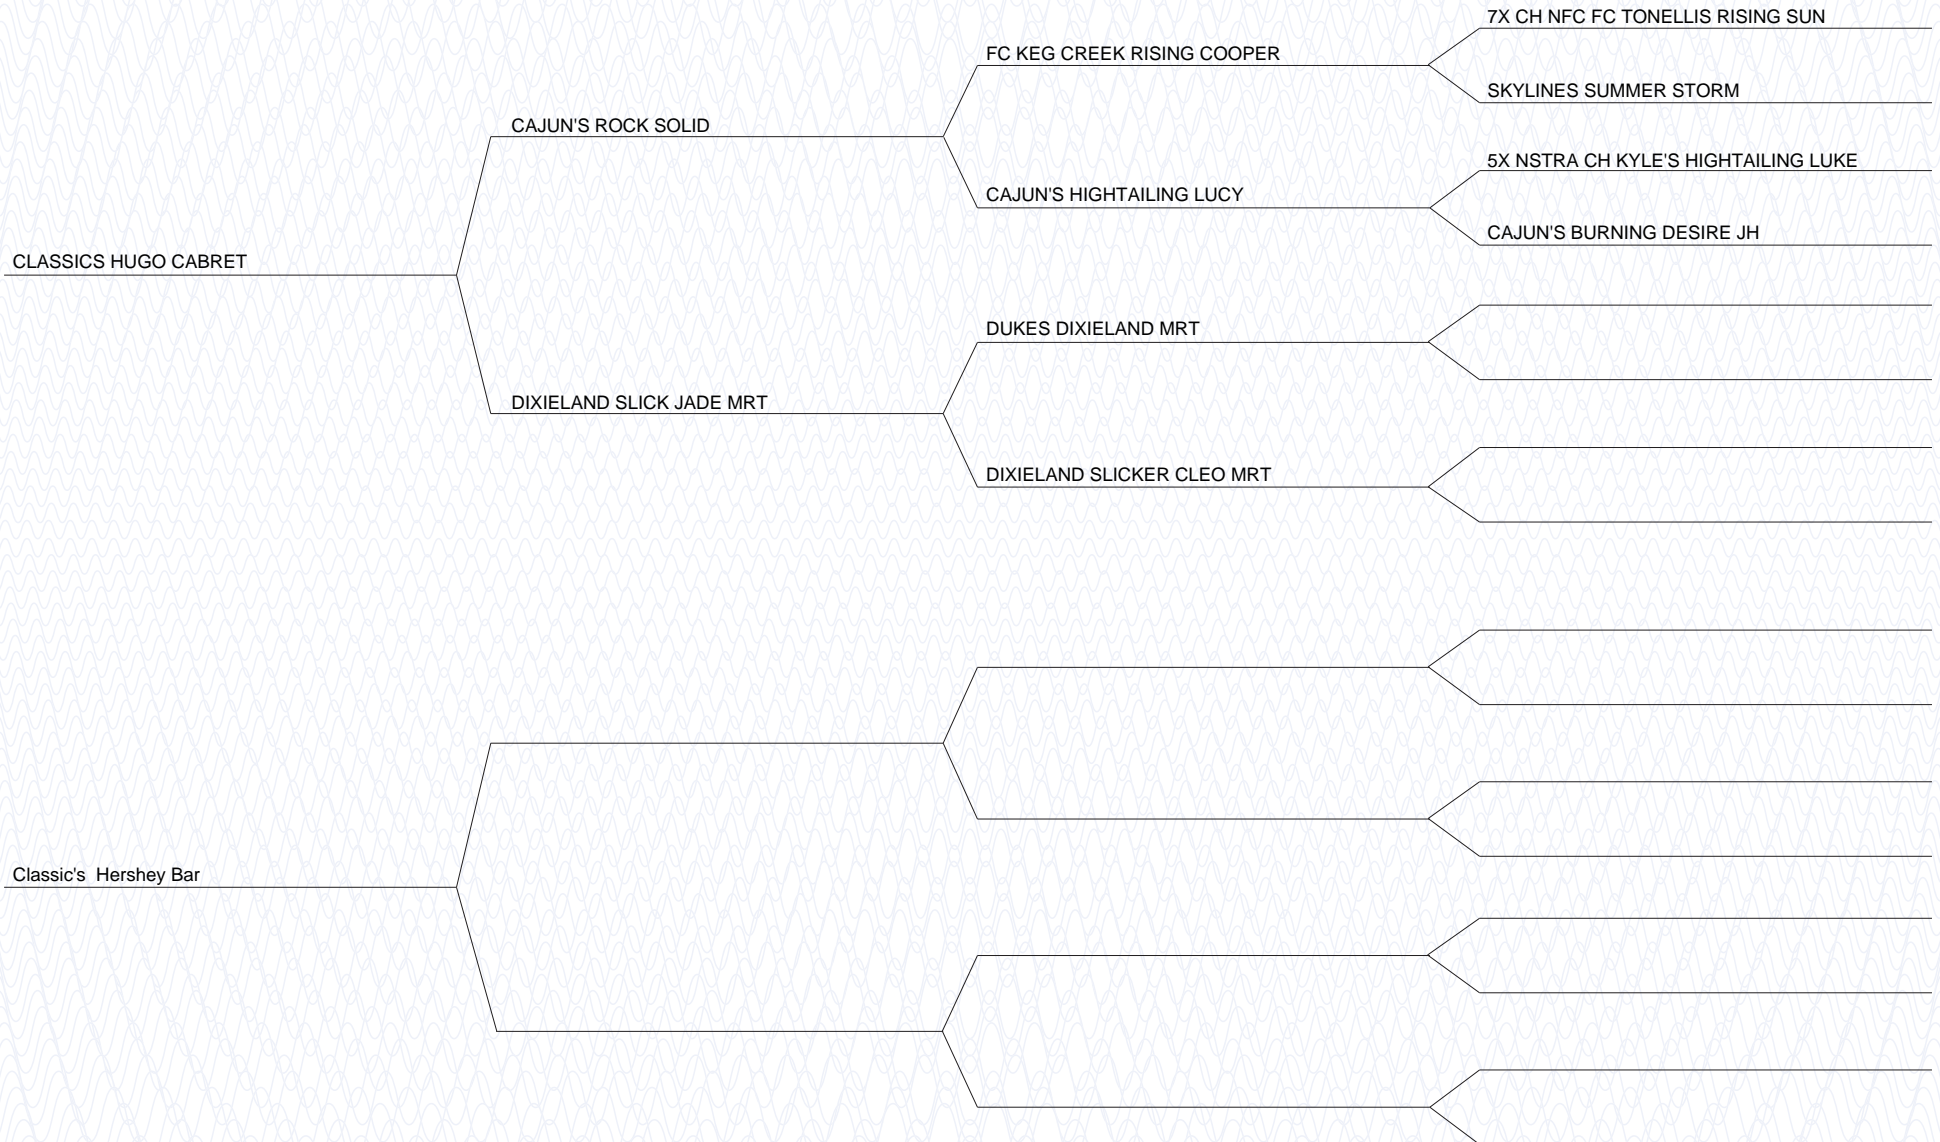 7X CH NFC FC TONELLIS RISING SUN
FC KEG CREEK RISING COOPER
SKYLINES SUMMER STORM
CAJUN'S ROCK SOLID
5X NSTRA CH KYLE'S HIGHTAILING LUKE
CAJUN'S HIGHTAILING LUCY
CAJUN'S BURNING DESIRE JH
CLASSICS HUGO CABRET
DUKES DIXIELAND MRT
DIXIELAND SLICK JADE MRT
DIXIELAND SLICKER CLEO MRT
Classic's  Hershey Bar